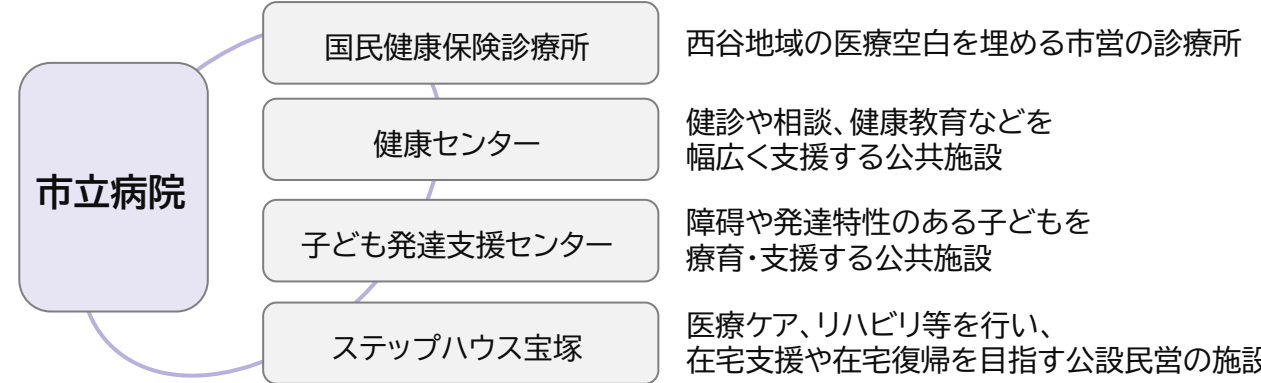 市立病院
国民健康保険診療所
西谷地域の医療空白を埋める市営の診療所
健康センター
健診や相談、健康教育などを
幅広く支援する公共施設
子ども発達支援センター
障碍や発達特性のある子どもを
療育・支援する公共施設
ステップハウス宝塚
医療ケア、リハビリ等を行い、
在宅支援や在宅復帰を目指す公設民営の施設